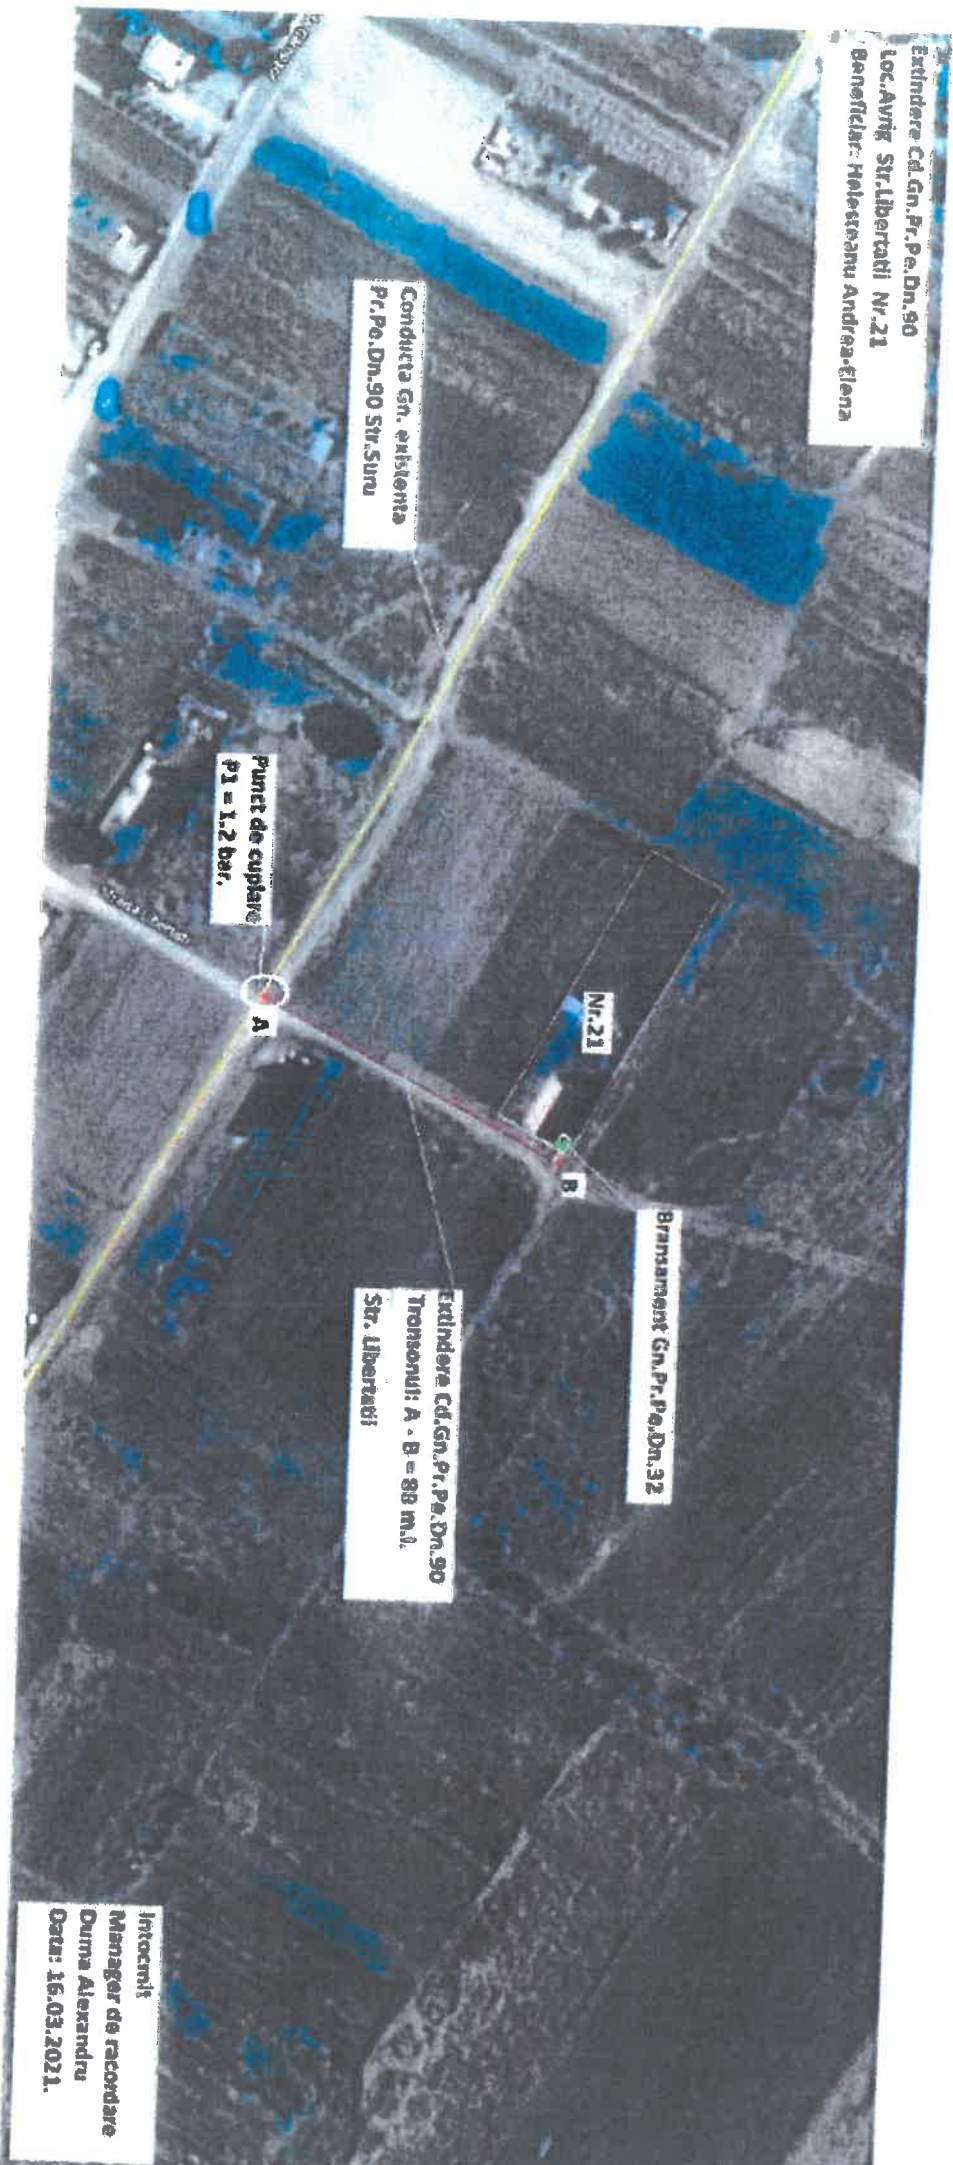 Extindere Cd.Gn.Pr.Pe.Dn.90
Loc.Avrig Str.Libertatii Nr.21
Beneficiar: Andrea-Elena
Conducta Gn. existenta
Pr.Pe.Dn.90 Str.Suru
Punct de cuplare
P1 = 1,2 bar.
A
Nr.21
B
Bransament Gn.Pr.Pe.Dn.32
Extindere Cd.Gn.Pr.Pe.Dn.90
Tronsonul: A - B = 88 m.l.
Str. Libertatii
Intocmit
Manager de racordare
Duma Alexandru
Data: 16.03.2021.